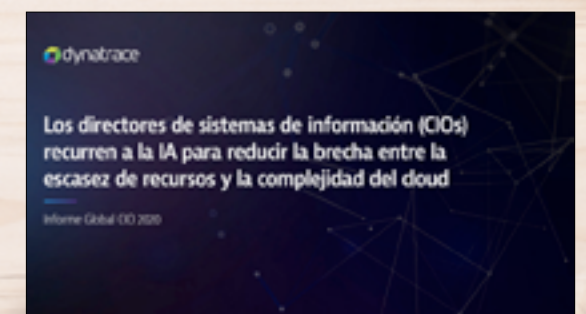 dynatrace
Los directores de sistemas de información (CIOs)
recurren a la IA para reducir la brecha entre la
escasez de recursos y la complejidad del cloud
Informe Global CIO 2020